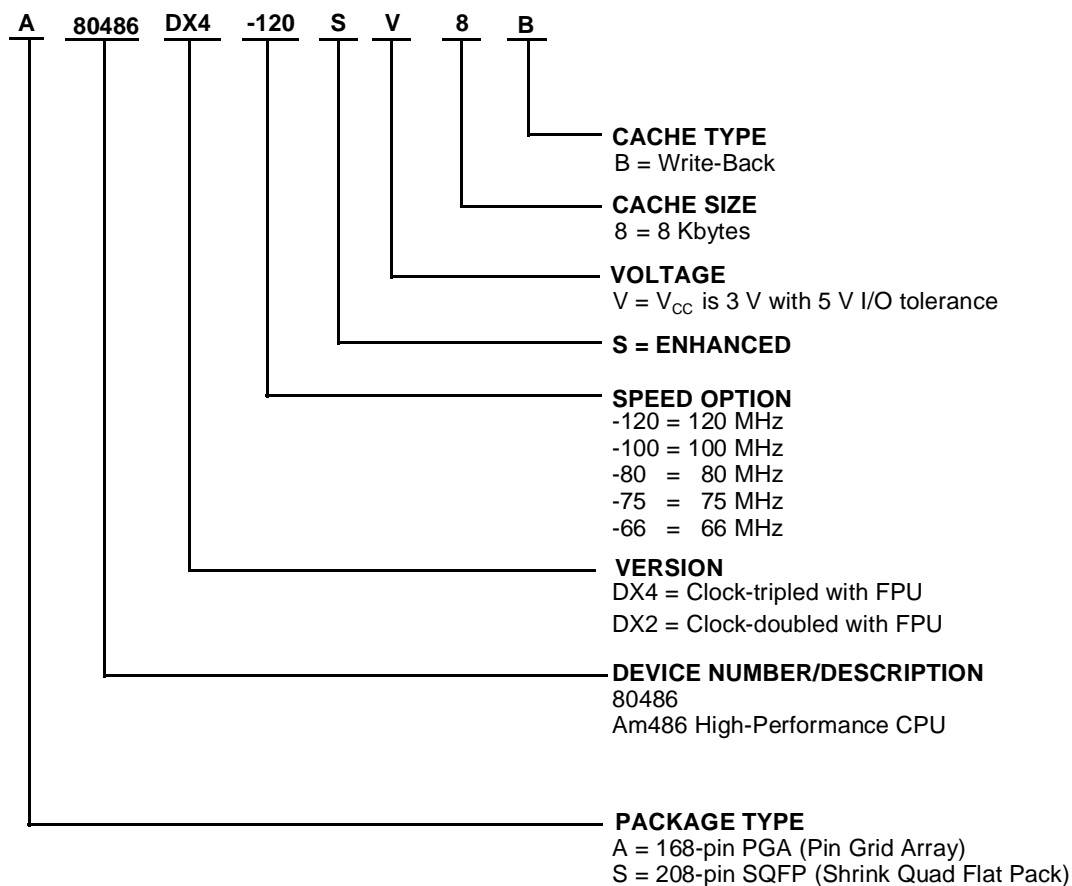 A 80486 DX4 -120 S V 8 B
CACHE TYPE
B = Write-Back
CACHE SIZE
8 = 8 Kbytes
VOLTAGE
V = VCC is 3 V with 5 V I/O tolerance
S = ENHANCED
SPEED OPTION
-120 = 120 MHz
-100 = 100 MHz
-80 = 80 MHz
-75 = 75 MHz
-66 = 66 MHz
VERSION
DX4 = Clock-tripled with FPU
DX2 = Clock-doubled with FPU
DEVICE NUMBER/DESCRIPTION
80486
Am486 High-Performance CPU
PACKAGE TYPE
A = 168-pin PGA (Pin Grid Array)
S = 208-pin SQFP (Shrink Quad Flat Pack)